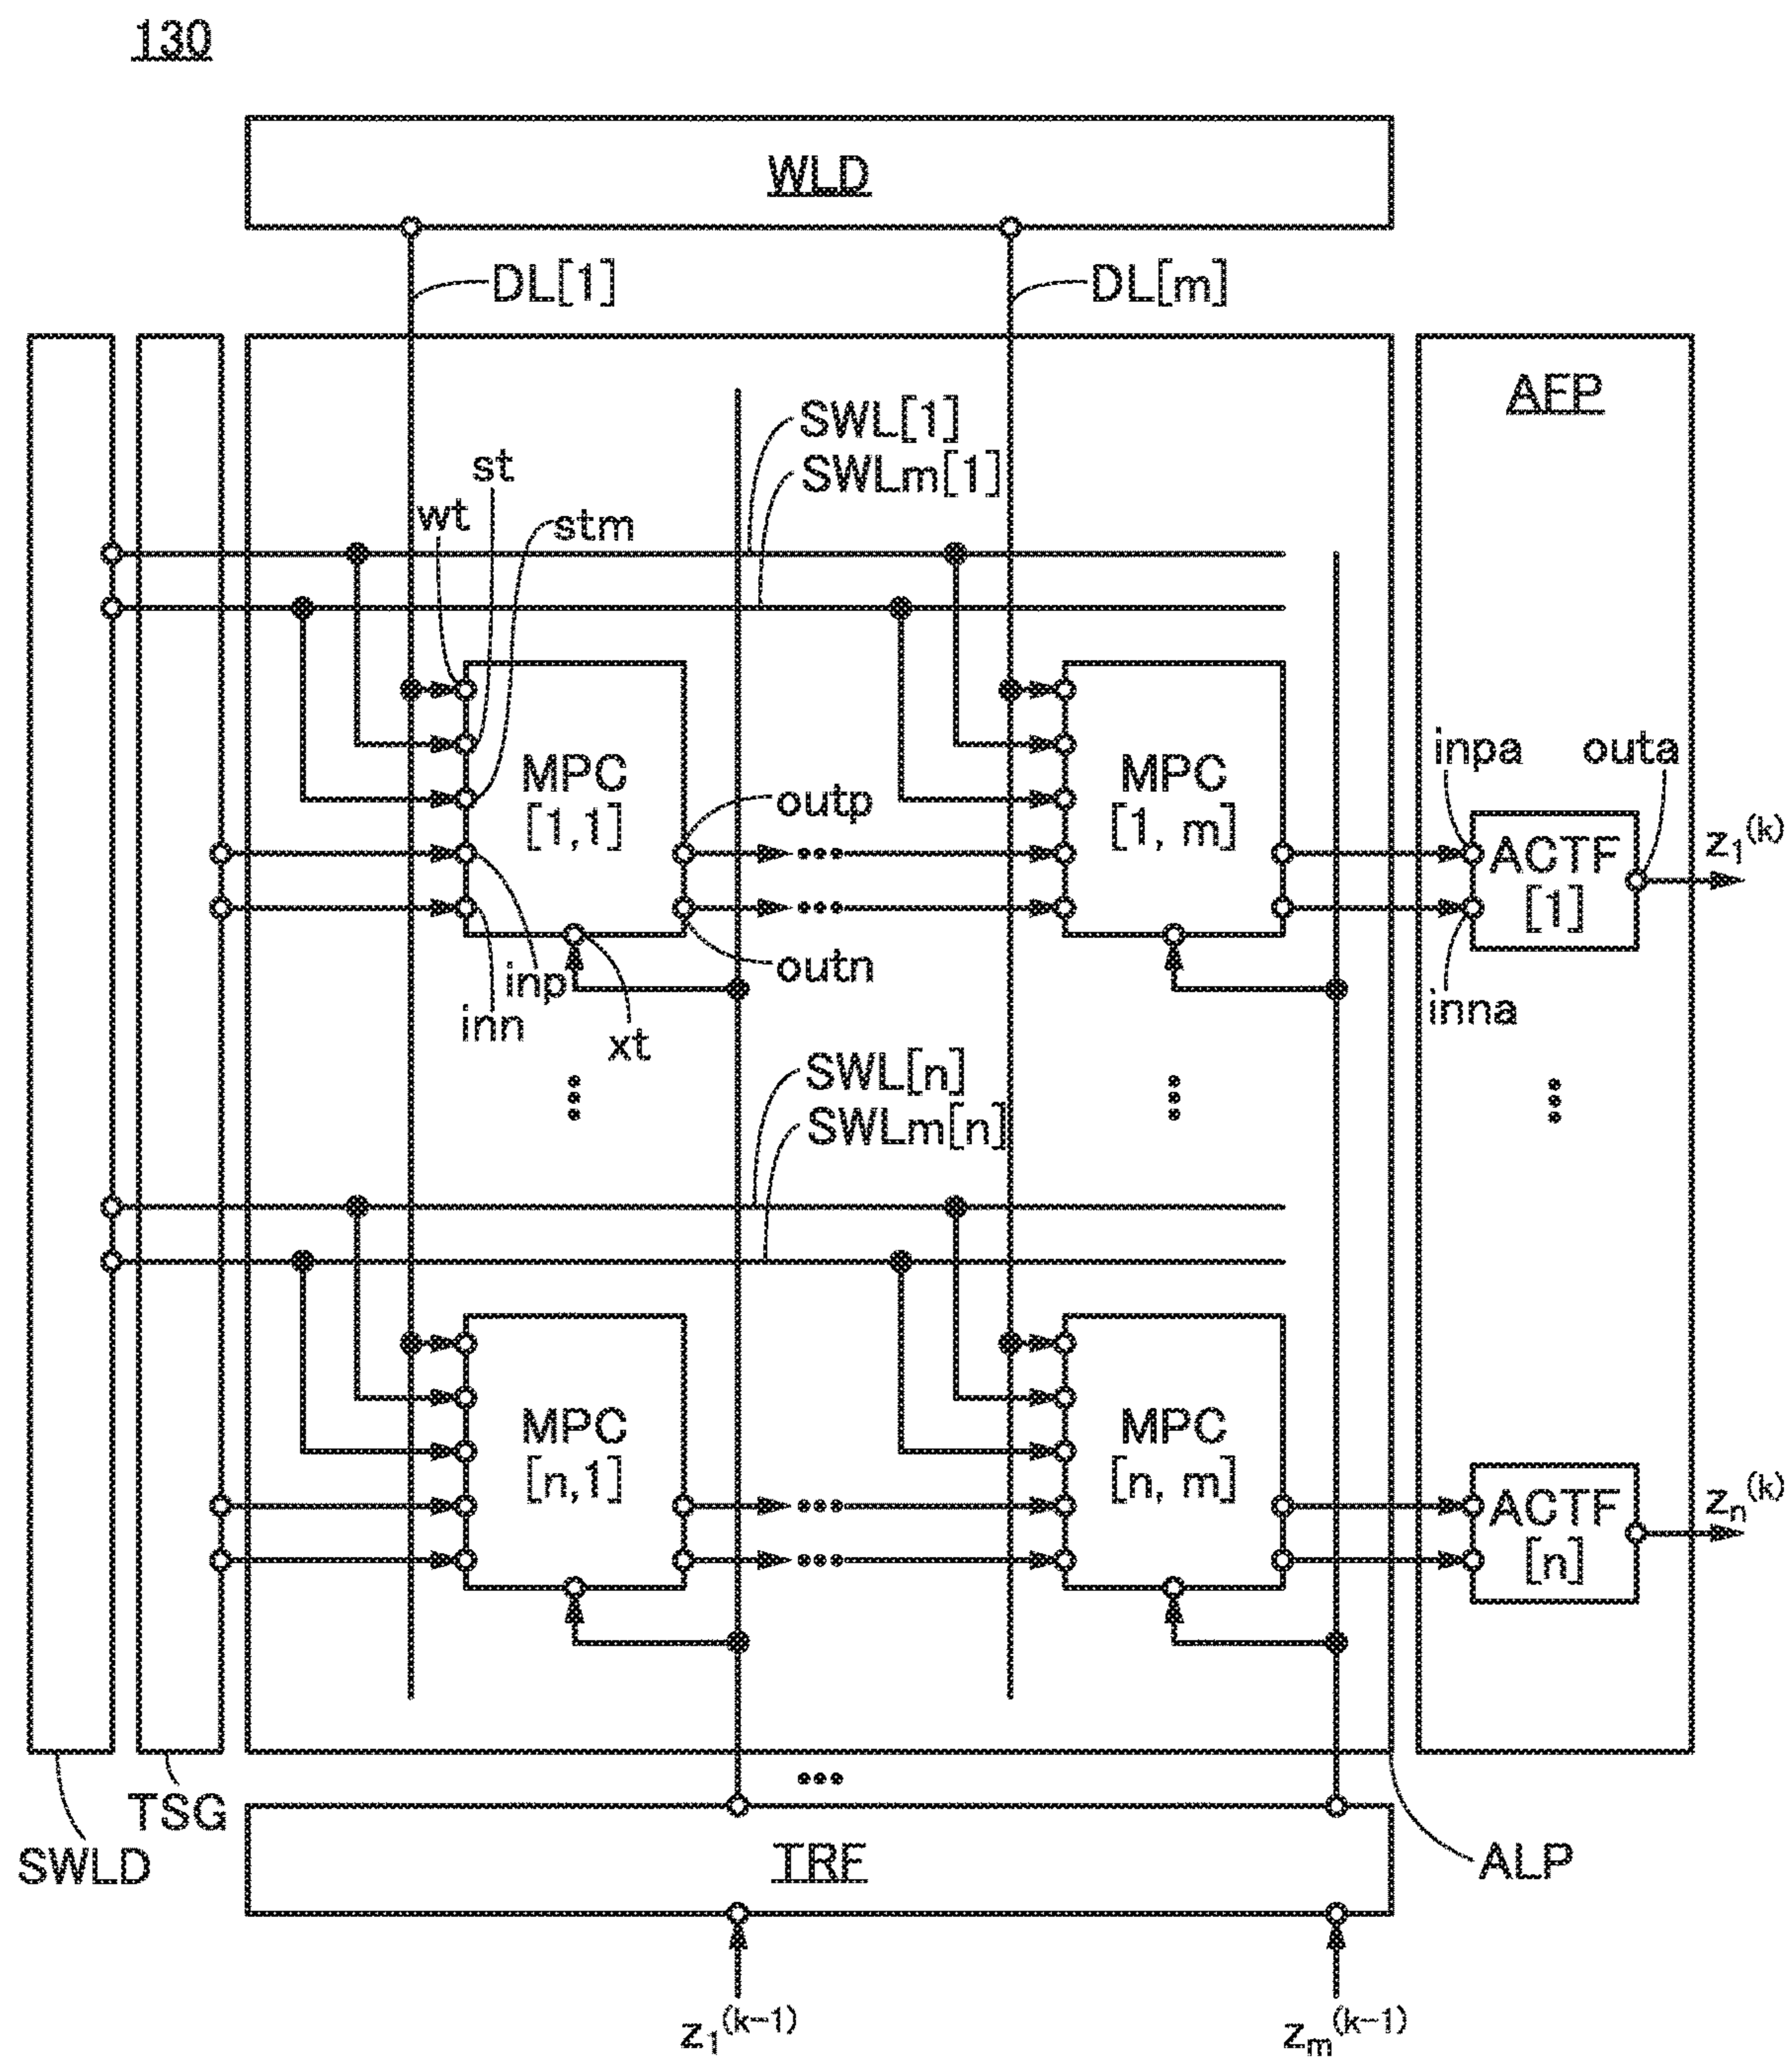 130
WLD
DL[1]
DL[m]
AFP
SWL[1]
SWLm[1]
st
wt
stm
MPC
[1,1]
outp
outn
inp
inn
xt
MPC
[1, m]
inpa
outa
ACTF
[1]
z1(k)
inna
SWL[n]
SWLm[n]
MPC
[n,1]
MPC
[n, m]
ACTF
[n]
zn(k)
TSG
SWLD
TRF
ALP
z1(k-1)
zm(k-1)